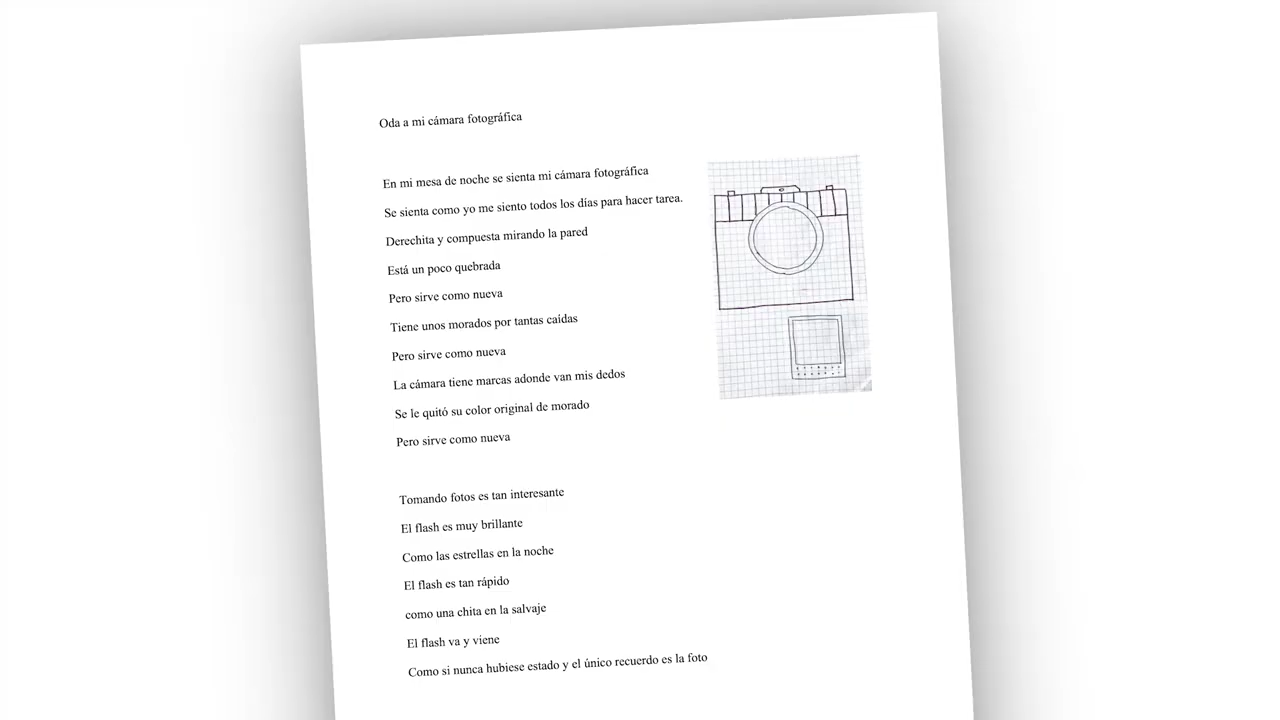 Oda a mi cámara fotográfica
En mi mesa de noche se sienta mi cámara fotográfica
Se sienta como yo me siento todos los días para hacer tarea.
Derechita y compuesta mirando la pared
Está un poco quebrada
Pero sirve como nueva
Tiene unos morados por tantas caídas
Pero sirve como nueva
La cámara tiene marcas adonde van mis dedos
Se le quitó su color original de morado
Pero sirve como nueva
Tomando fotos es tan interesante
El flash es muy brillante
Como las estrellas en la noche
El flash es tan rápido
como una chita en la salvaje
El flash va y viene
Como si nunca hubiese estado y el único recuerdo es la foto